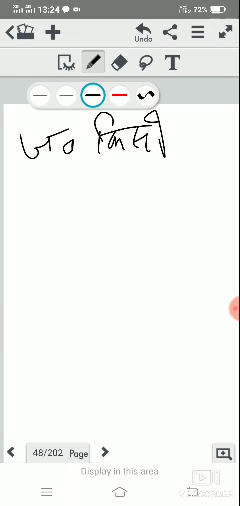 13:24
72%
Undo
T
जब किसी
48/202 Page
Display in this area